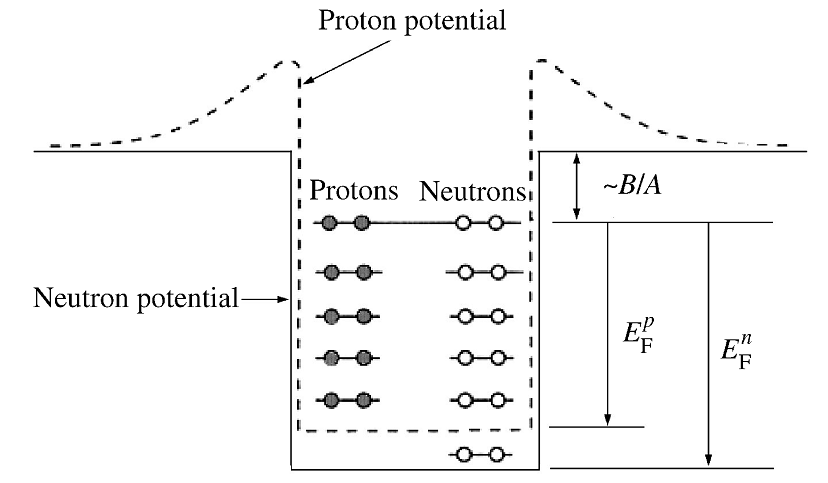 Proton potential
~B/A
Protons Neutrons
Neutron potential
E_F^p
E_F^n